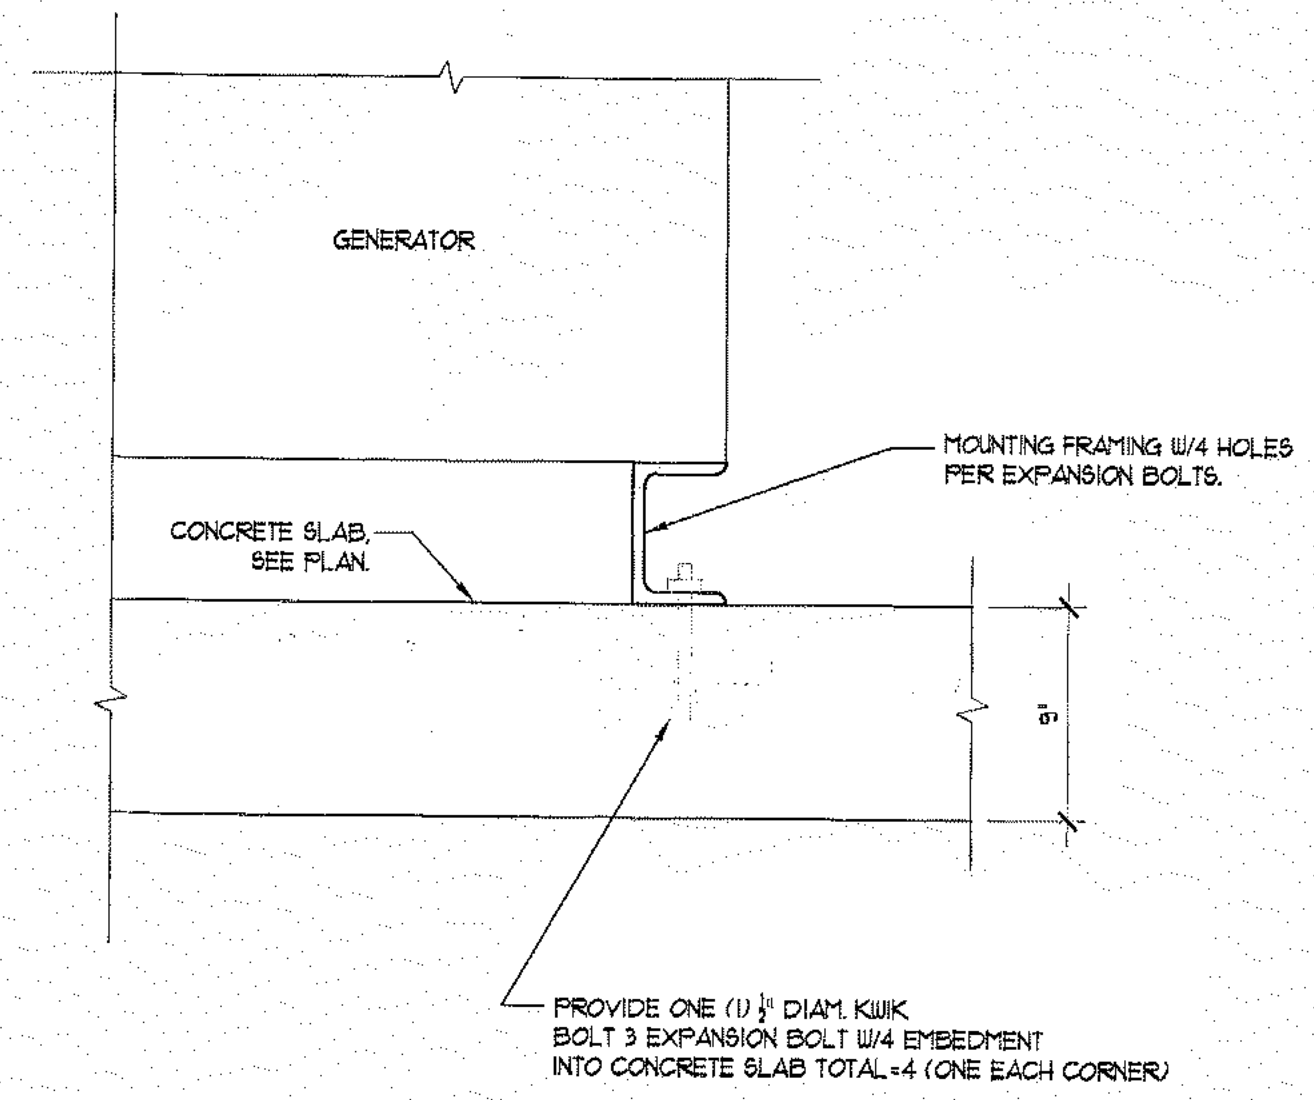 GENERATOR
MOUNTING FRAMING W/4 HOLES
PER EXPANSION BOLTS.
CONCRETE SLAB,
SEE PLAN.
PROVIDE ONE (1) ½" DIAM. KWIK
BOLT 3 EXPANSION BOLT W/4 EMBEDMENT
INTO CONCRETE SLAB TOTAL=4 (ONE EACH CORNER)